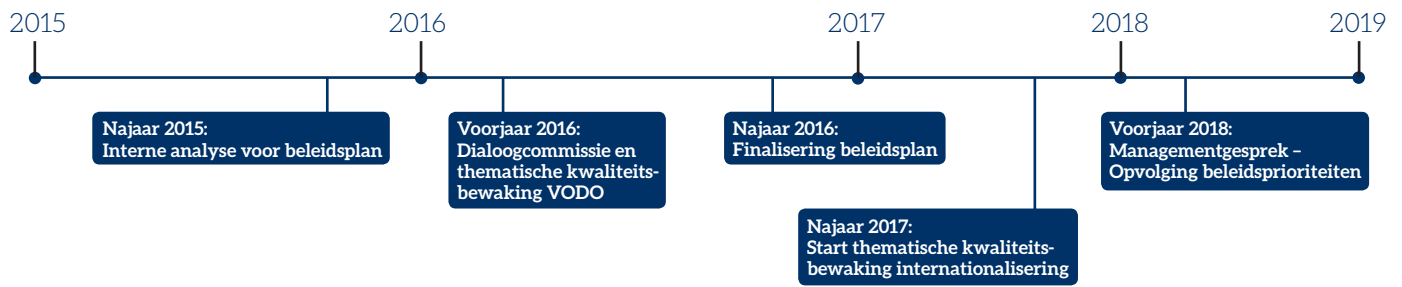 2015
2016
2017
2018
2019
Najaar 2015:
Interne analyse voor beleidsplan
Voorjaar 2016:
Dialoogcommissie en
thematische kwaliteits-
bewaking VODO
Najaar 2016:
Finalisering beleidsplan
Najaar 2017:
Start thematische kwaliteits-
bewaking internationalisering
Voorjaar 2018:
Managementgesprek –
Opvolging beleidsprioriteiten